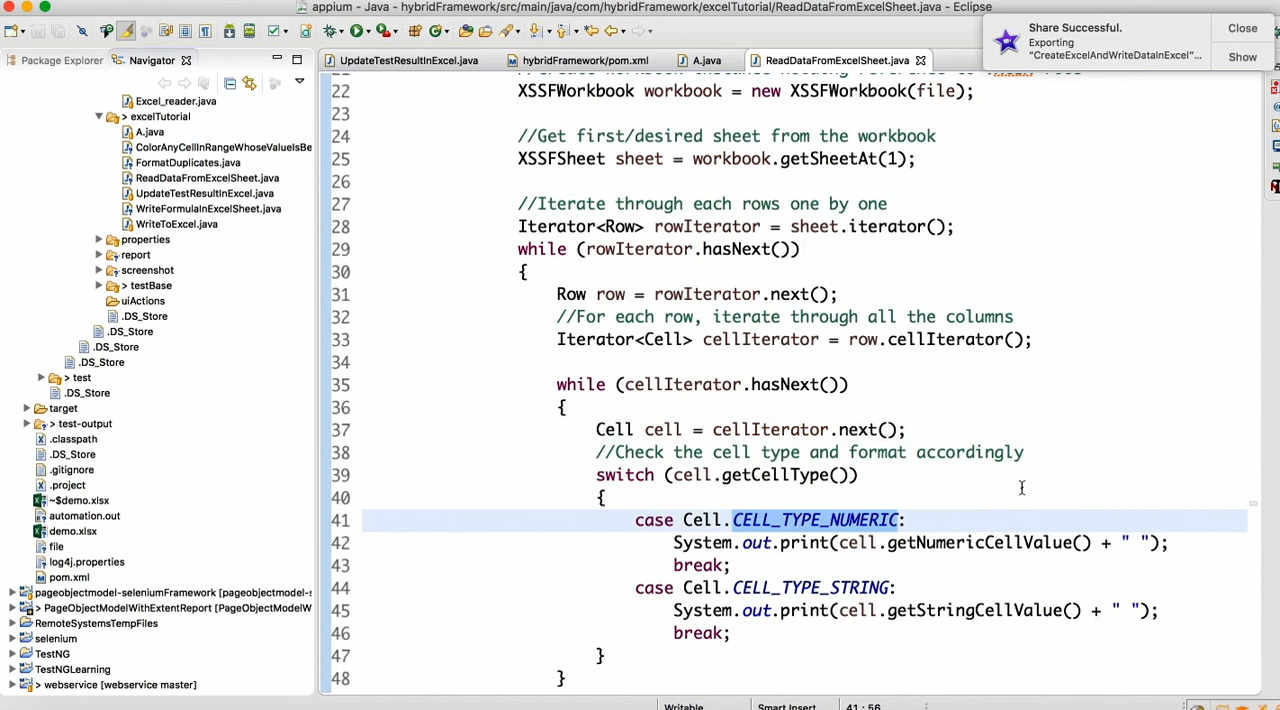 appium - Java - hybridFramework/src/main/java/com/hybridFramework/excelTutorial/ReadDataFromExcelSheet.java - Eclipse
Share Successful.
Exporting
"CreateExcelAndWriteDataInExcel"...
Close
Show
Package Explorer
Navigator
UpdateTestResultInExcel.java
hybridFramework/pom.xml
A.java
ReadDataFromExcelSheet.java
Excel_reader.java
> excelTutorial
A.java
ColorAnyCellInRangeWhoseValueIsBe
FormatDuplicates.java
ReadDataFromExcelSheet.java
UpdateTestResultInExcel.java
WriteFormulaInExcelSheet.java
WriteToExcel.java
properties
report
screenshot
> testBase
uiActions
.DS_Store
.DS_Store
.DS_Store
.DS_Store
> test
.DS_Store
target
> test-output
.classpath
.DS_Store
.gitignore
.project
~$demo.xlsx
automation.out
demo.xlsx
file
log4j.properties
pom.xml
pageobjectmodel-seleniumFramework [pageobjectmodel-s
> PageObjectModelWithExtentReport [PageObjectModelW
RemoteSystemsTempFiles
selenium
TestNG
TestNGLearning
> webservice [webservice master]
22 XSSFWorkbook workbook = new XSSFWorkbook(file);
23
24 //Get first/desired sheet from the workbook
25 XSSFSheet sheet = workbook.getSheetAt(1);
26
27 //Iterate through each rows one by one
28 Iterator<Row> rowIterator = sheet.iterator();
29 while (rowIterator.hasNext())
30 {
31 Row row = rowIterator.next();
32 //For each row, iterate through all the columns
33 Iterator<Cell> cellIterator = row.cellIterator();
34
35 while (cellIterator.hasNext())
36 {
37 Cell cell = cellIterator.next();
38 //Check the cell type and format accordingly
39 switch (cell.getCellType())
40 {
41 case Cell.CELL_TYPE_NUMERIC:
42 System.out.print(cell.getNumericCellValue() + " ");
43 break;
44 case Cell.CELL_TYPE_STRING:
45 System.out.print(cell.getStringCellValue() + " ");
46 break;
47 }
48 }
Writable
Smart Insert
41 : 56